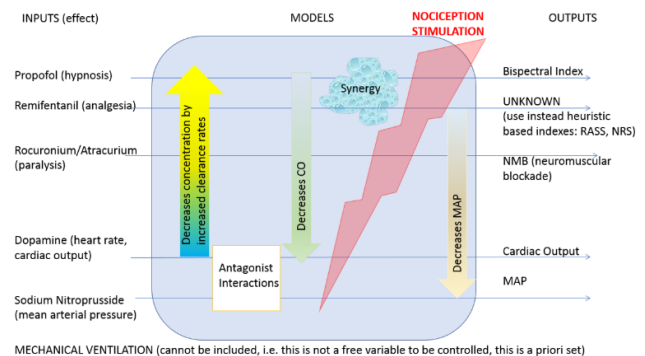 INPUTS (effect)
MODELS
NOCICEPTION
STIMULATION
OUTPUTS
Propofol (hypnosis)
Remifentanil (analgesia)
Rocuronium/Atracurium
(paralysis)
Dopamine (heart rate,
cardiac output)
Sodium Nitroprusside
(mean arterial pressure)
Decreases concentration by
increased clearance rates
Antagonist
Interactions
Decreases CO
Synergy
Decreases MAP
Bispectral Index
UNKNOWN
(use instead heuristic
based indexes: RASS, NRS)
NMB (neuromuscular
blockade)
Cardiac Output
MAP
MECHANICAL VENTILATION (cannot be included, i.e. this is not a free variable to be controlled, this is a priori set)